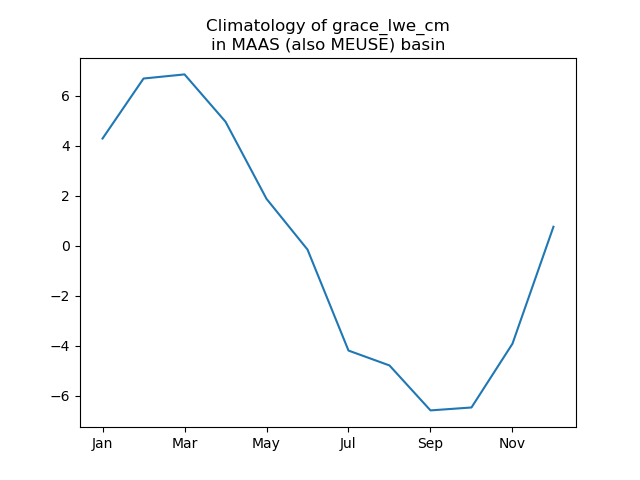 Climatology of grace_lwe_cm
in MAAS (also MEUSE) basin
6
4
2
0
−2
−4
−6
Jan Mar May Jul Sep Nov